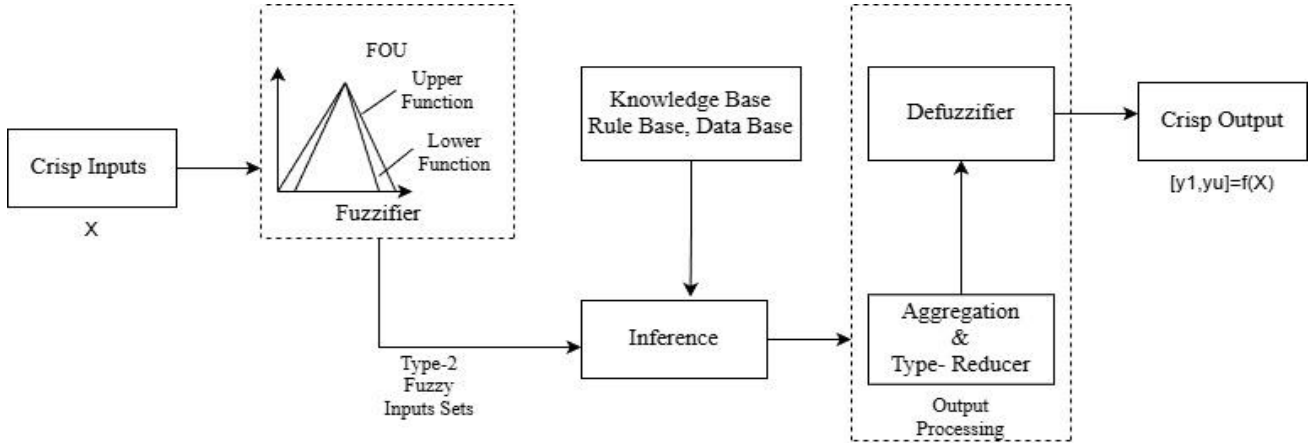 Crisp Inputs
X
FOU
Upper
Function
Lower
Function
Fuzzifier
Type-2
Fuzzy
Inputs Sets
Knowledge Base
Rule Base, Data Base
Inference
Defuzzifier
Aggregation
&
Type- Reducer
Output
Processing
Crisp Output
[y1,yu]=f(X)